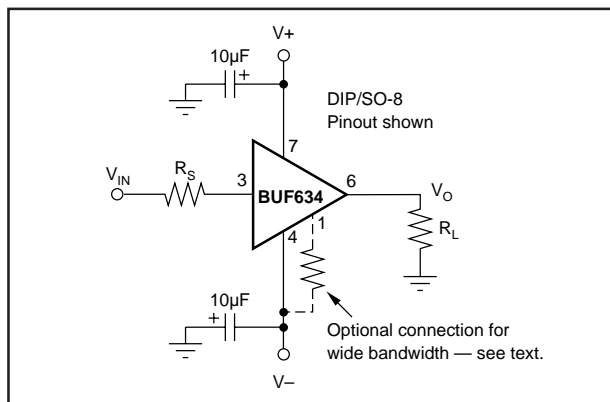 V+
10µF
+
DIP/SO-8
Pinout shown
7
V_IN
R_S
3
BUF634
6
V_O
1
4
R_L
10µF
+
Optional connection for
wide bandwidth — see text.
V–